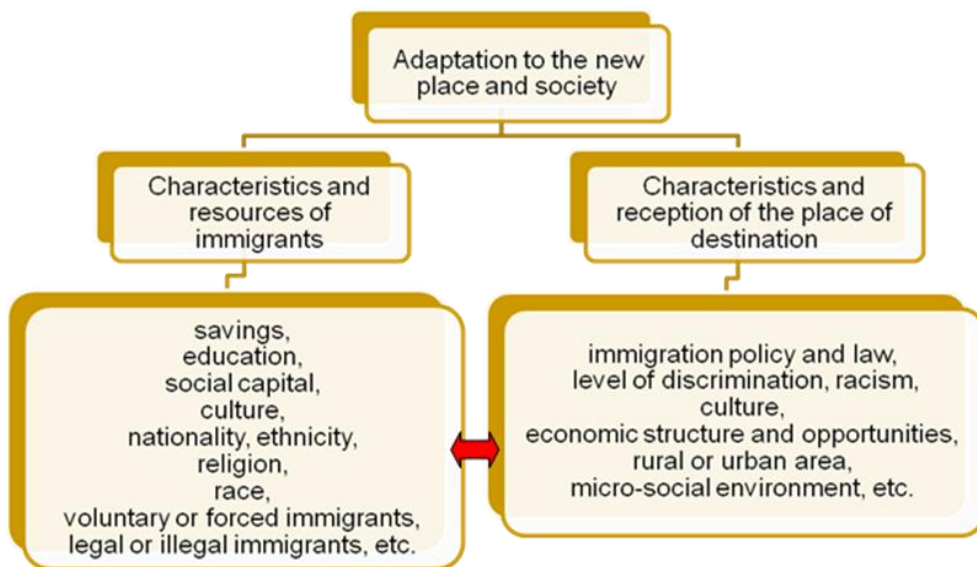 Adaptation to the new
place and society
Characteristics and
resources of
immigrants
Characteristics and
reception of the place of
destination
savings,
education,
social capital,
culture,
nationality, ethnicity,
religion,
race,
voluntary or forced immigrants,
legal or illegal immigrants, etc.
immigration policy and law,
level of discrimination, racism,
culture,
economic structure and opportunities,
rural or urban area,
micro-social environment, etc.